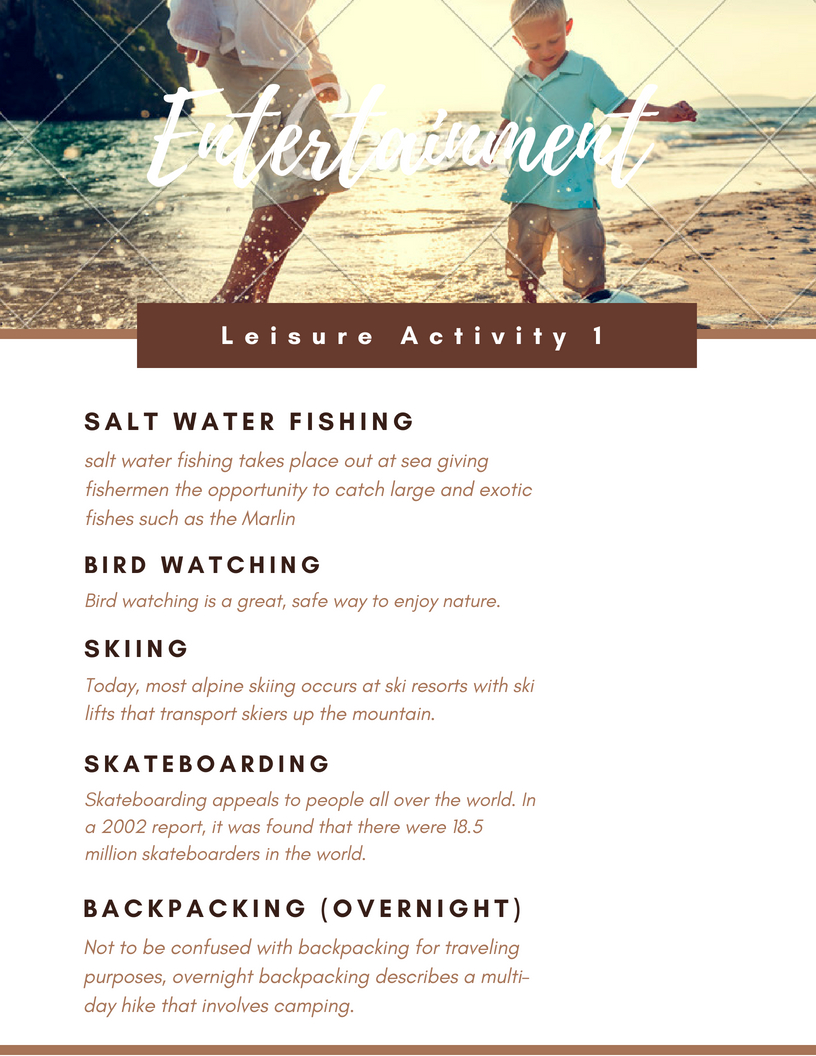 Entertainment
Leisure Activity 1
SALT WATER FISHING
salt water fishing takes place out at sea giving
fishermen the opportunity to catch large and exotic
fishes such as the Marlin
BIRD WATCHING
Bird watching is a great, safe way to enjoy nature.
SKIING
Today, most alpine skiing occurs at ski resorts with ski
lifts that transport skiers up the mountain.
SKATEBOARDING
Skateboarding appeals to people all over the world. In
a 2002 report, it was found that there were 18.5
million skateboarders in the world.
BACKPACKING (OVERNIGHT)
Not to be confused with backpacking for traveling
purposes, overnight backpacking describes a multi-
day hike that involves camping.